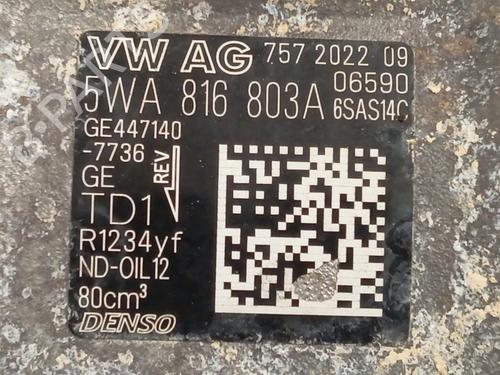 VW AG 757 2022 09
06590
5WA 816 803A 6SAS14C
GE447140
-7736
GE
REV
TD1
R1234yf
ND-OIL12
80cm³
DENSO